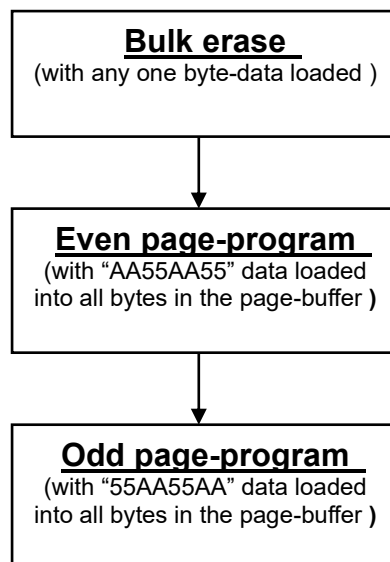 Bulk erase
(with any one byte-data loaded )
Even page-program
(with “AA55AA55” data loaded
into all bytes in the page-buffer )
Odd page-program
(with “55AA55AA” data loaded
into all bytes in the page-buffer )